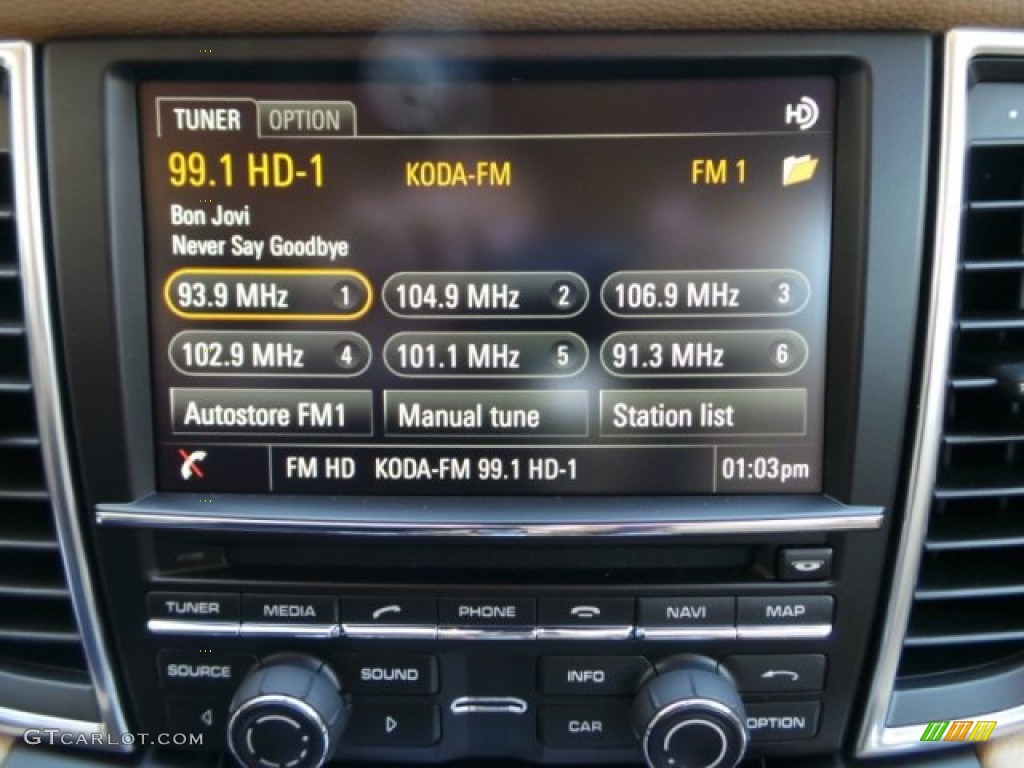 TUNER OPTION HD
99.1 HD-1 KODA-FM FM 1
Bon Jovi
Never Say Goodbye
93.9 MHz 1 104.9 MHz 2 106.9 MHz 3
102.9 MHz 4 101.1 MHz 5 91.3 MHz 6
Autostore FM1 Manual tune Station list
FM HD KODA-FM 99.1 HD-1 01:03pm
TUNER MEDIA PHONE NAVI MAP
SOURCE SOUND INFO
CAR OPTION
GTCARLOT.COM